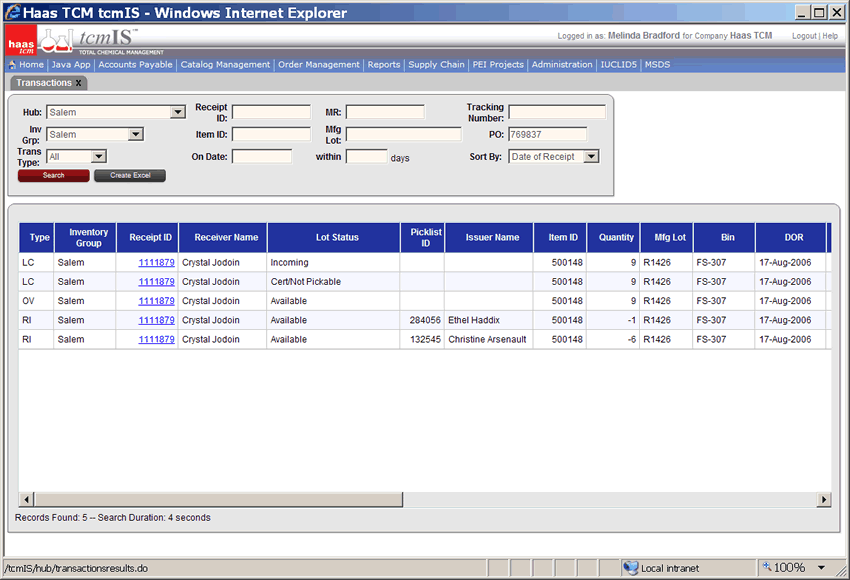 Haas TCM tcmIS - Windows Internet Explorer
haas tcm
tcmIS™
TOTAL CHEMICAL MANAGEMENT
Logged in as: Melinda Bradford for Company Haas TCM Logout | Help
Home | Java App | Accounts Payable | Catalog Management | Order Management | Reports | Supply Chain | PEI Projects | Administration | IUCLID5 | MSDS
Transactions X
Hub: Salem Receipt ID: MR: Tracking Number:
Inv Grp: Salem Item ID: Mfg Lot: PO: 769837
Trans Type: All On Date: within days Sort By: Date of Receipt
Search Create Excel
Type Inventory Group Receipt ID Receiver Name Lot Status Picklist ID Issuer Name Item ID Quantity Mfg Lot Bin DOR
LC Salem 1111879 Crystal Jodoin Incoming 500148 9 R1426 FS-307 17-Aug-2006
LC Salem 1111879 Crystal Jodoin Cert/Not Pickable 500148 9 R1426 FS-307 17-Aug-2006
OV Salem 1111879 Crystal Jodoin Available 500148 9 R1426 FS-307 17-Aug-2006
RI Salem 1111879 Crystal Jodoin Available 284056 Ethel Haddix 500148 -1 R1426 FS-307 17-Aug-2006
RI Salem 1111879 Crystal Jodoin Available 132545 Christine Arsenault 500148 -6 R1426 FS-307 17-Aug-2006
Records Found: 5 -- Search Duration: 4 seconds
/tcmIS/hub/transactionsresults.do Local intranet 100%